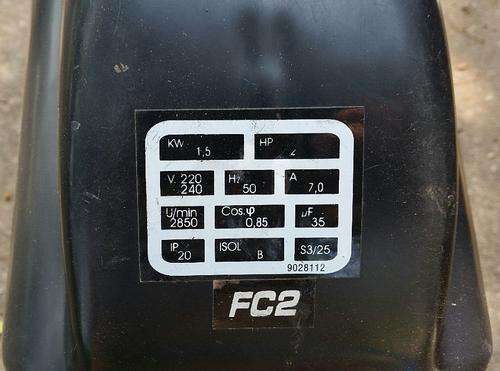 KW 1,5 HP 2
V 220 240 Hz 50 A 7,0
U/min 2850 Cos.φ 0,85 µF 35
IP 20 ISOL B S3/25
9028112
FC2